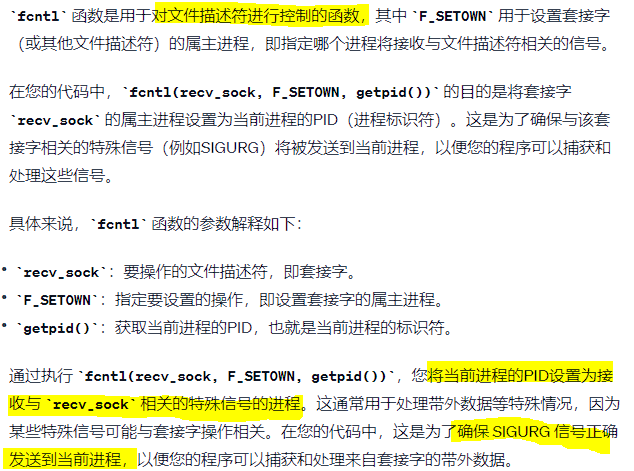 `fcntl` 函数是用于对文件描述符进行控制的函数，其中 `F_SETOWN` 用于设置套接字
（或其他文件描述符）的属主进程，即指定哪个进程将接收与文件描述符相关的信号。
在您的代码中，`fcntl(recv_sock, F_SETOWN, getpid())` 的目的是将套接字
`recv_sock` 的属主进程设置为当前进程的PID（进程标识符）。这是为了确保与该套
接字相关的特殊信号（例如SIGURG）将被发送到当前进程，以便您的程序可以捕获和
处理这些信号。
具体来说，`fcntl` 函数的参数解释如下：
• `recv_sock`：要操作的文件描述符，即套接字。
• `F_SETOWN`：指定要设置的操作，即设置套接字的属主进程。
• `getpid()`：获取当前进程的PID，也就是当前进程的标识符。
通过执行 `fcntl(recv_sock, F_SETOWN, getpid())`，您将当前进程的PID设置为接
收与 `recv_sock` 相关的特殊信号的进程。这通常用于处理带外数据等特殊情况，因为
某些特殊信号可能与套接字操作相关。在您的代码中，这是为了确保 SIGURG 信号正确
发送到当前进程，以便您的程序可以捕获和处理来自套接字的带外数据。